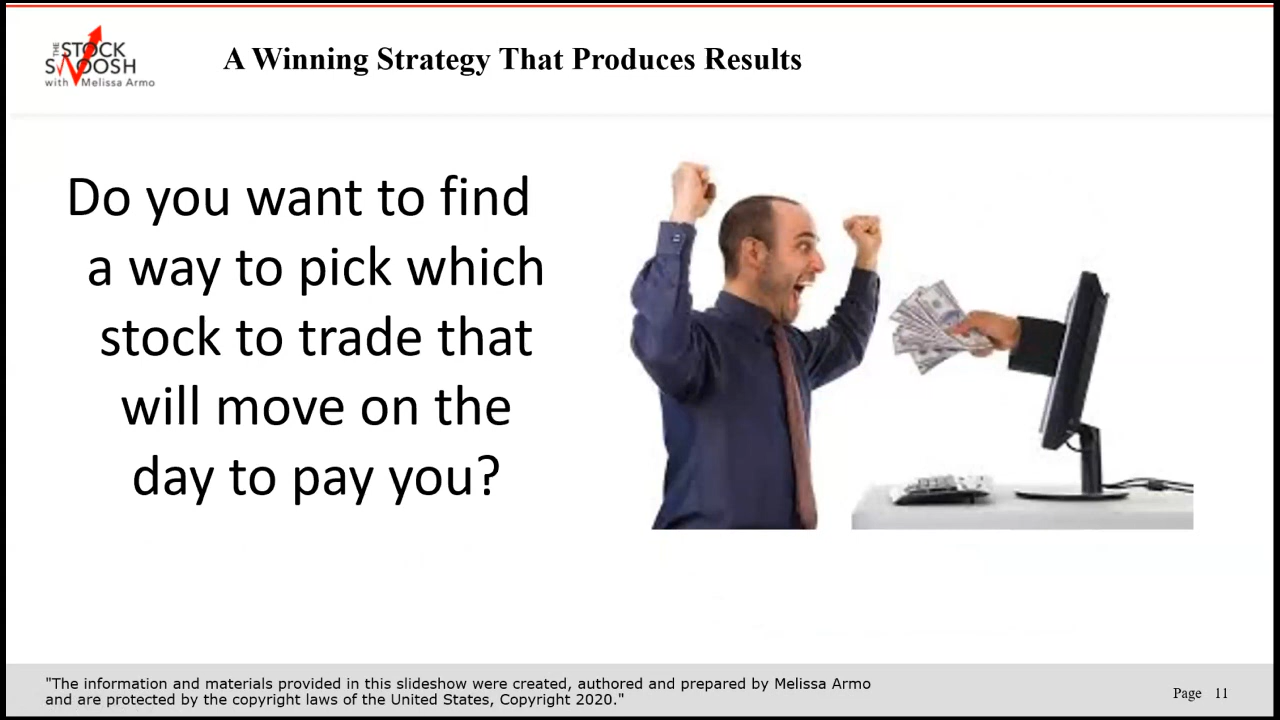 THE
STOCK
SWOOSH
with Melissa Armo
A Winning Strategy That Produces Results
Do you want to find
a way to pick which
stock to trade that
will move on the
day to pay you?
"The information and materials provided in this slideshow were created, authored and prepared by Melissa Armo
and are protected by the copyright laws of the United States, Copyright 2020."
Page 11